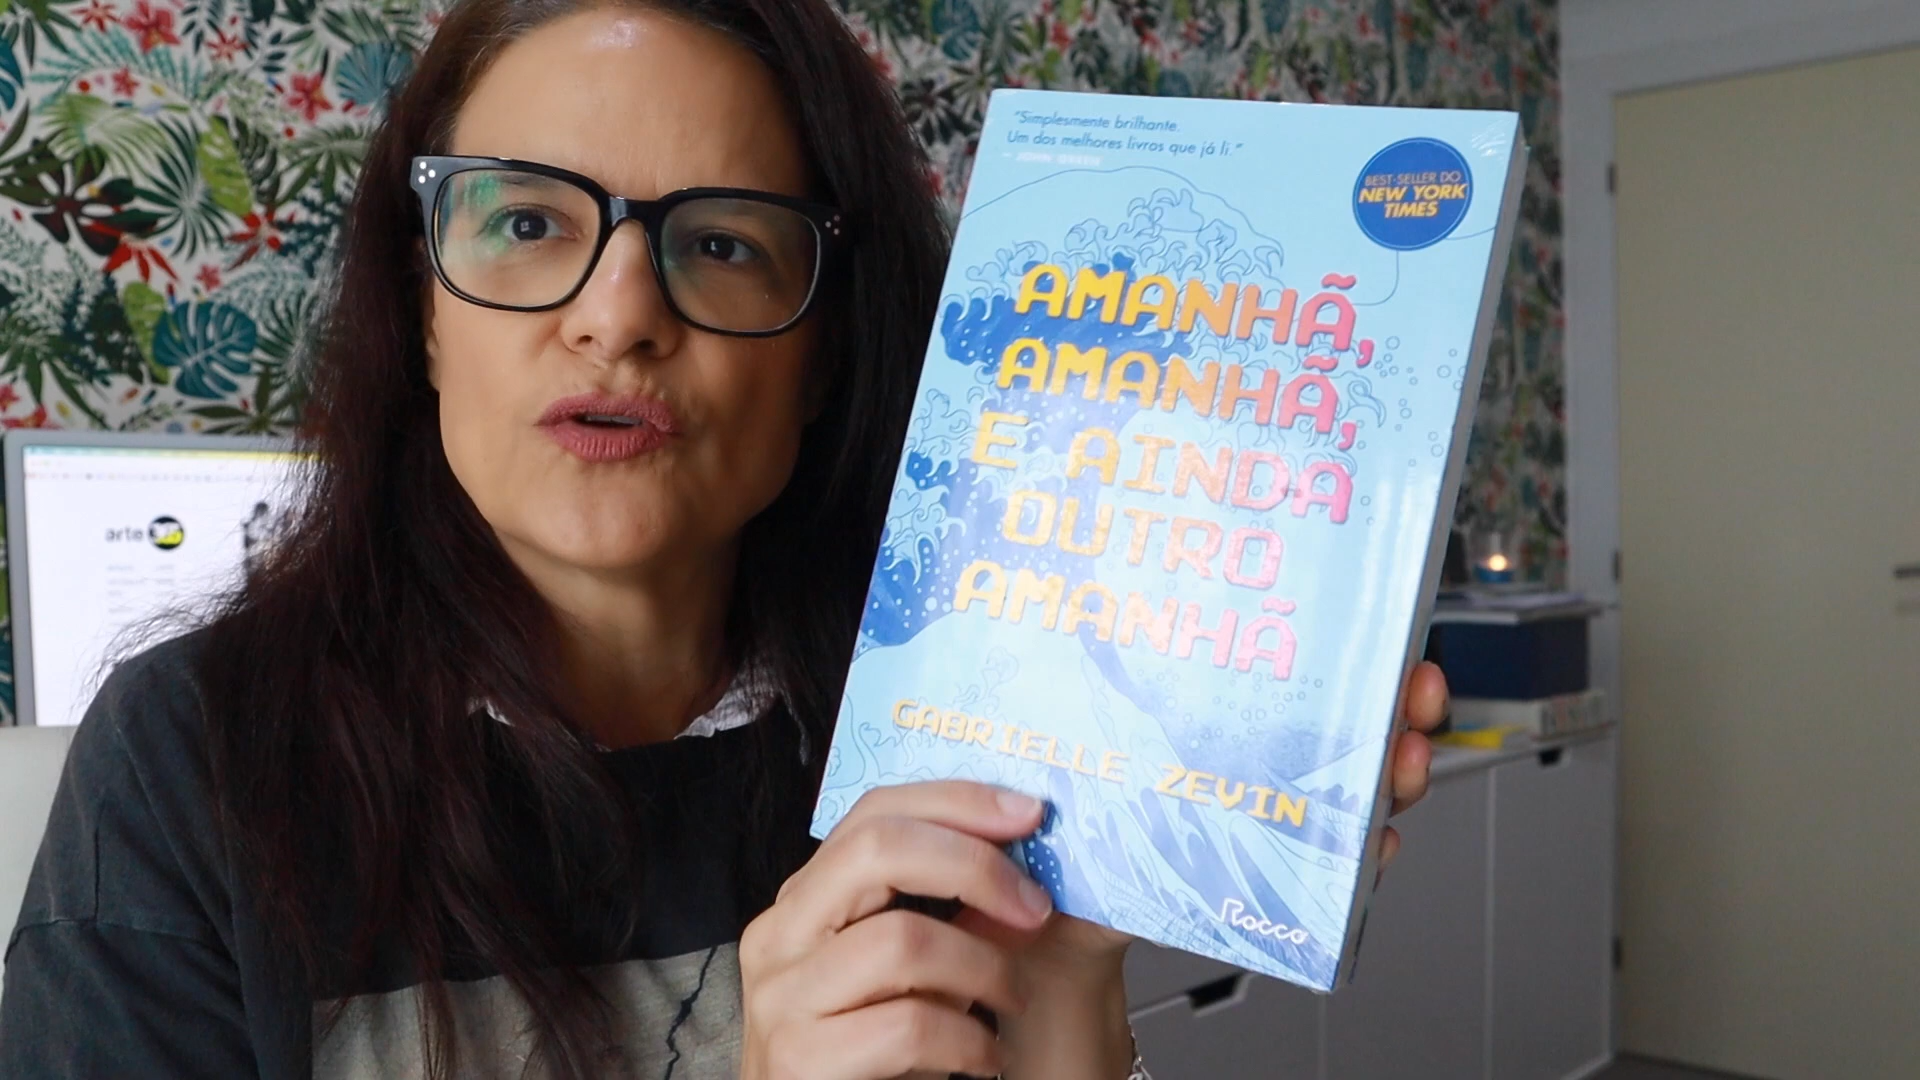 "Simplesmente brilhante.
Um dos melhores livros que já li."
— JOHN GREEN
BEST-SELLER DO
NEW YORK
TIMES
AMANHÃ,
AMANHÃ,
E AINDA
OUTRO
AMANHÃ
GABRIELLE ZEVIN
Rocco
arte